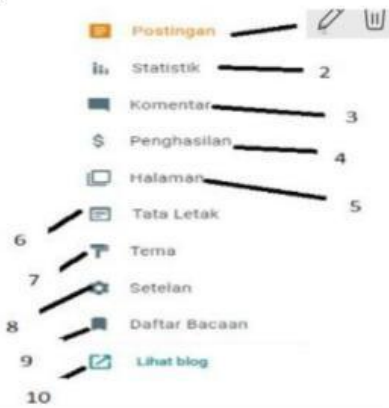 Postingan
Statistik 2
Komentar 3
$ Penghasilan 4
Halaman 5
6 Tata Letak
7 Tema
8 Setelan
9 Daftar Bacaan
10 Lihat blog